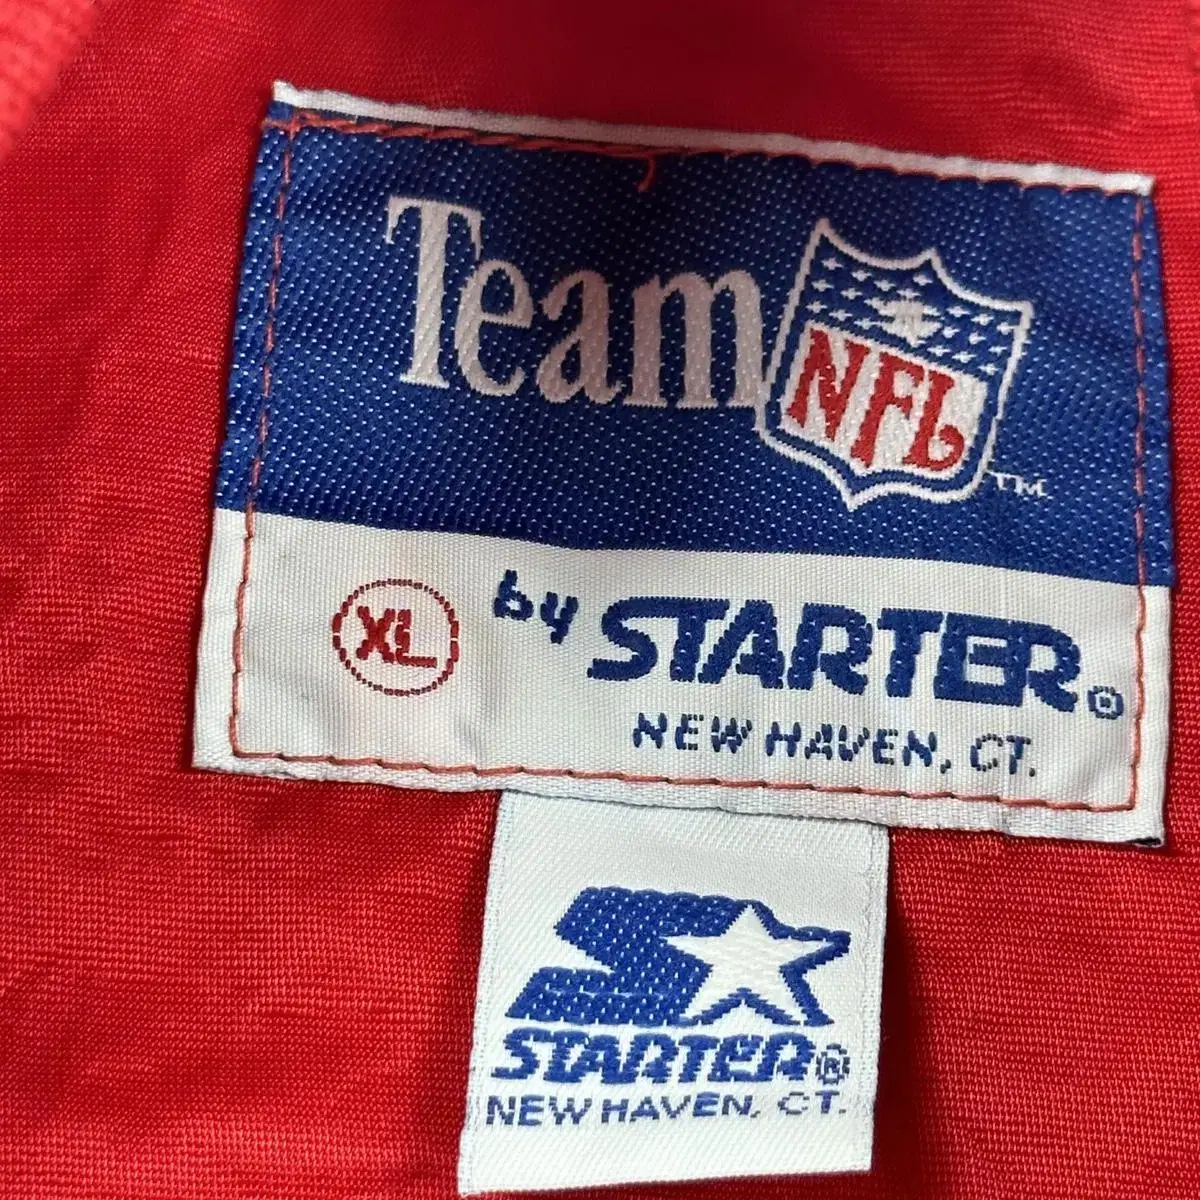 Team NFL TM
XL by STARTER®
NEW HAVEN, CT.
STARTER®
NEW HAVEN, CT.